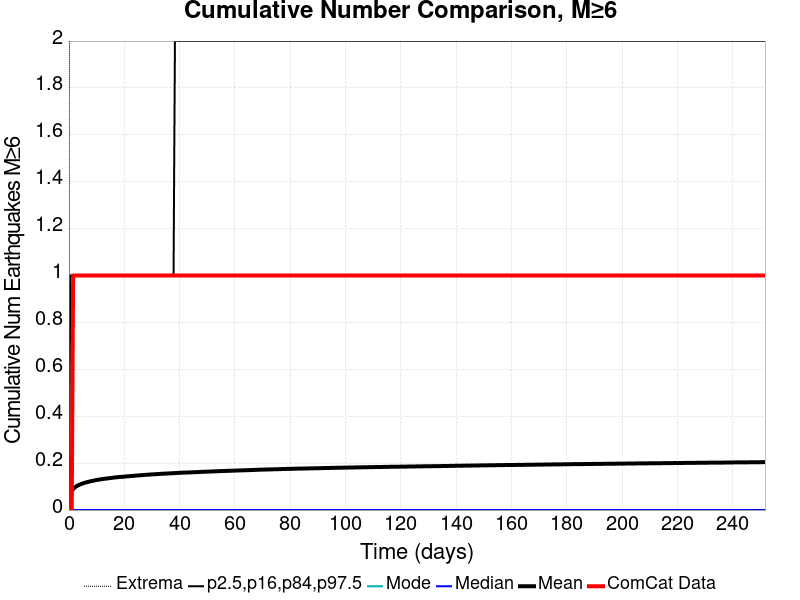 Cumulative Number Comparison, M≥6
Cumulative Num Earthquakes M≥6
2
1.8
1.6
1.4
1.2
1
0.8
0.6
0.4
0.2
0
0 20 40 60 80 100 120 140 160 180 200 220 240
Time (days)
Extrema p2.5,p16,p84,p97.5 Mode Median Mean ComCat Data